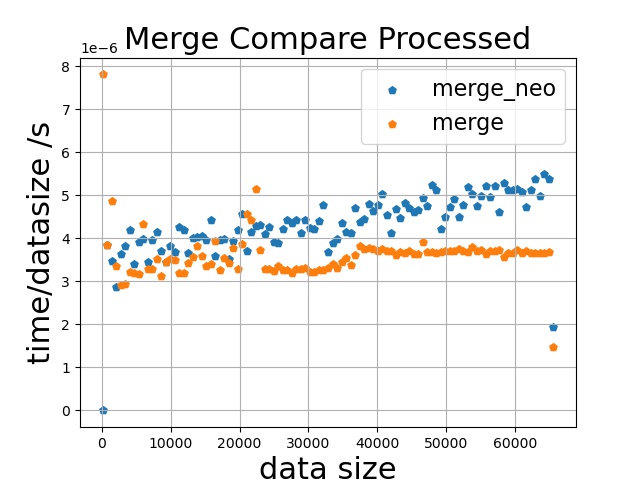 Merge Compare Processed
1e−6
time/datasize /s
8
7
6
5
4
3
2
1
0
merge_neo
merge
0 10000 20000 30000 40000 50000 60000
data size